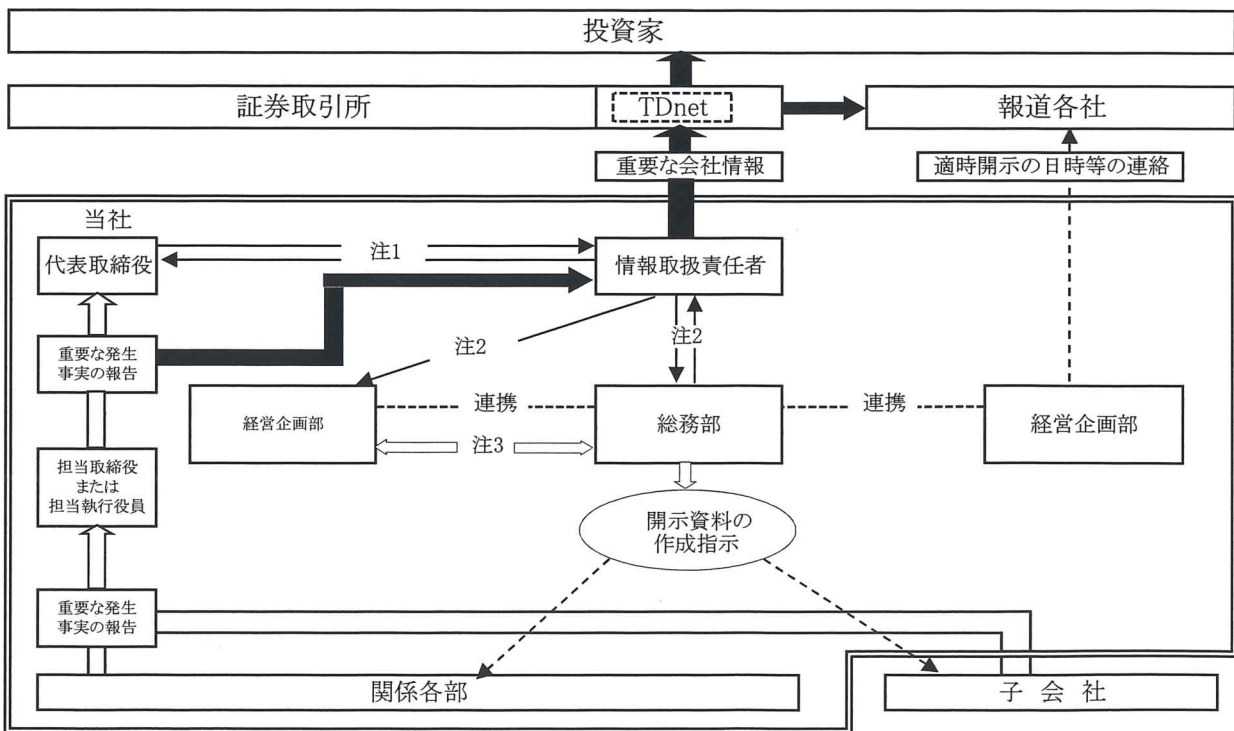 投資家
証券取引所
TDnet
報道各社
重要な会社情報
適時開示の日時等の連絡
当社
代表取締役
注1
情報取扱責任者
重要な発生
事実の報告
注2
注2
経営企画部
連携
総務部
連携
経営企画部
注3
担当取締役
または
担当執行役員
開示資料の
作成指示
重要な発生
事実の報告
関係各部
子 会 社